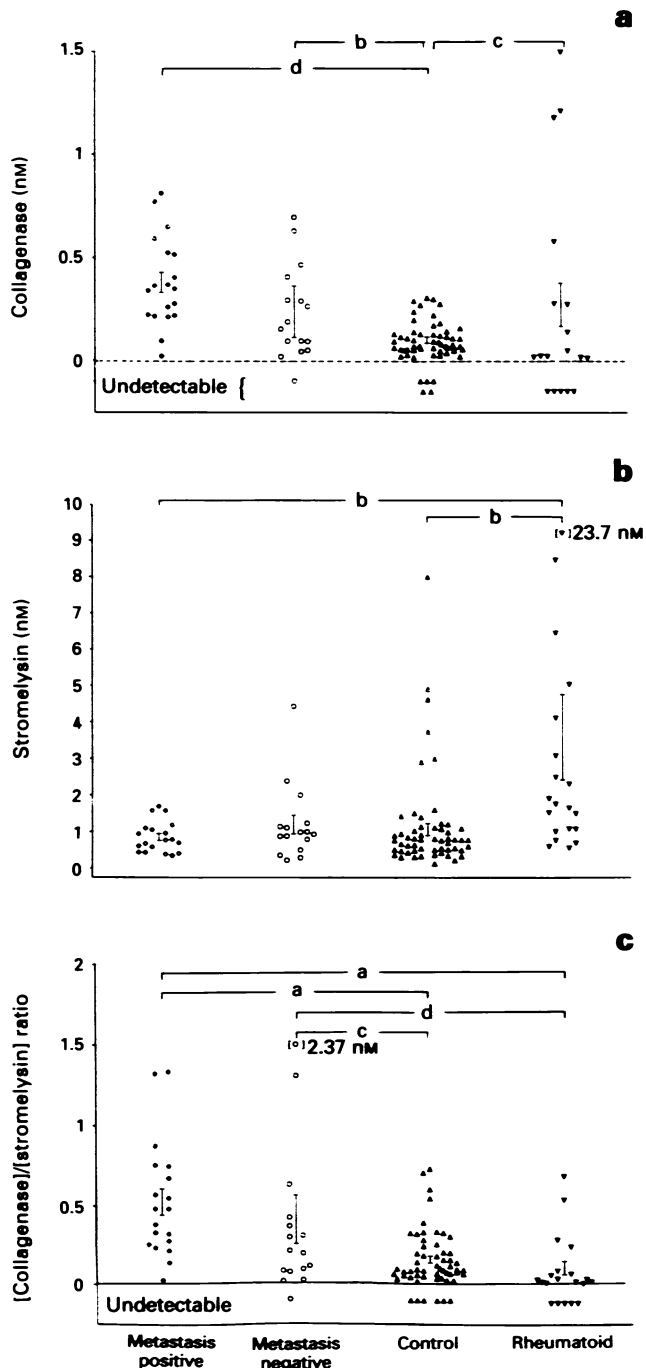 a
b
c
d
1.5
1
0.5
0
Collagenase (nM)
Undetectable {
b
b
b
[ ] 23.7 nM
10
9
8
7
6
5
4
3
2
1
0
Stromelysin (nM)
c
a
a
d
c
[ ] 2.37 nM
2
1.5
1
0.5
0
[Collagenase]/[stromelysin] ratio
Undetectable
Metastasis positive
Metastasis negative
Control
Rheumatoid